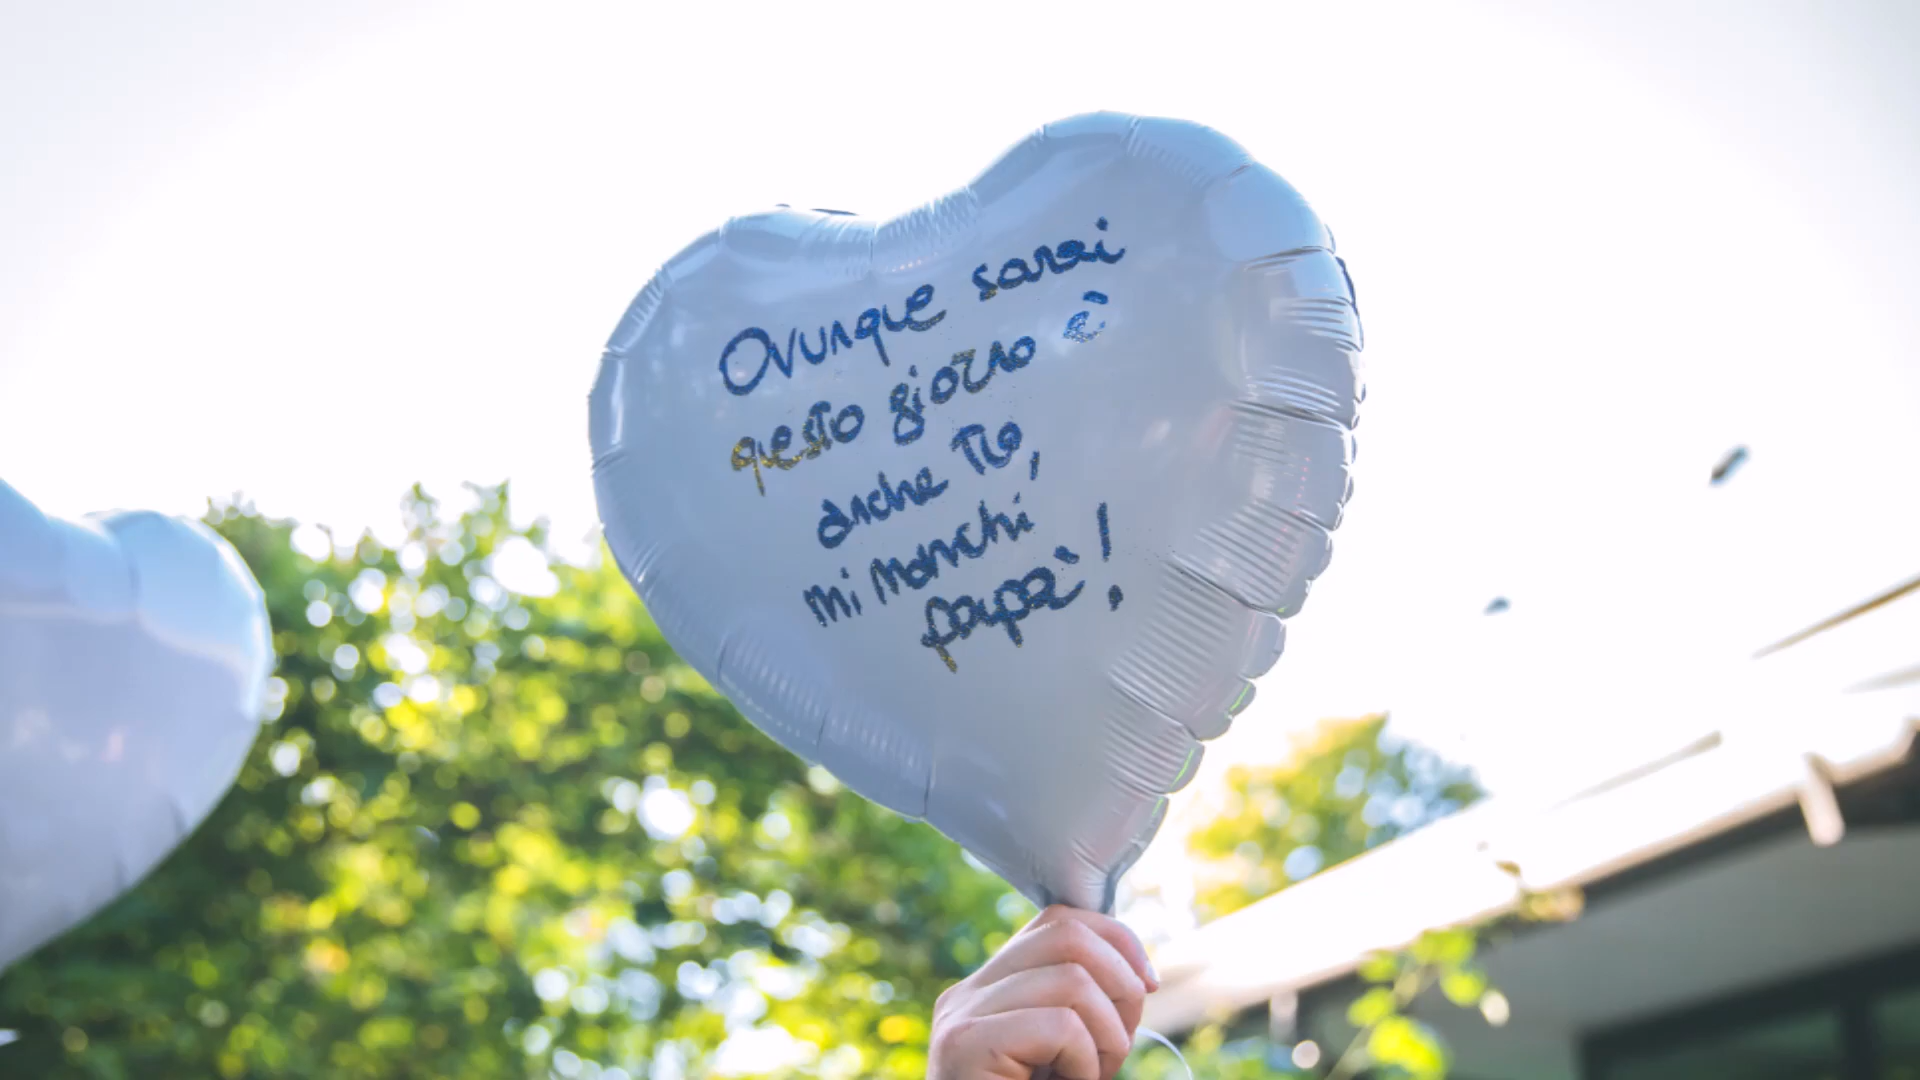 Ovunque sarai
questo giorno è
anche tuo,
mi manchi
papà!